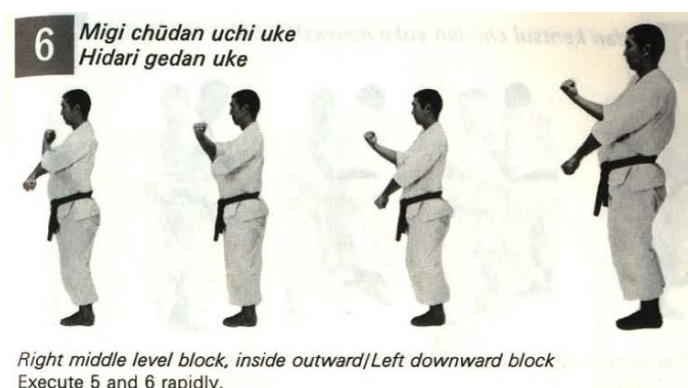 6
Migi chūdan uchi uke
Hidari gedan uke
Right middle level block, inside outward/Left downward block
Execute 5 and 6 rapidly.